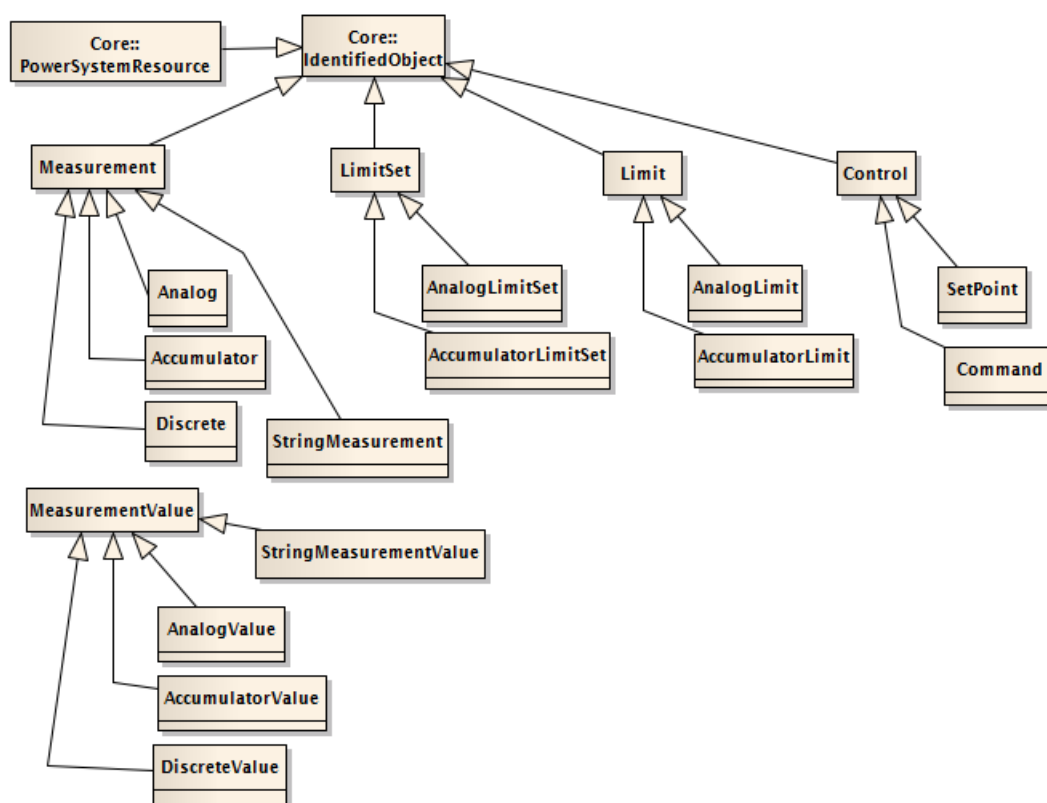 Core::
PowerSystemResource
Core::
IdentifiedObject
Measurement
LimitSet
Limit
Control
Analog
AnalogLimitSet
AnalogLimit
SetPoint
Accumulator
AccumulatorLimitSet
AccumulatorLimit
Command
Discrete
StringMeasurement
MeasurementValue
StringMeasurementValue
AnalogValue
AccumulatorValue
DiscreteValue